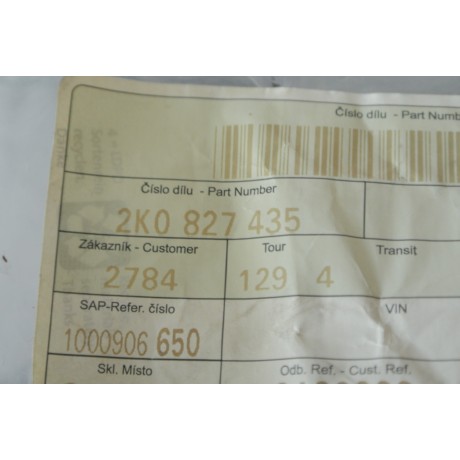 Číslo dílu - Part Numb
Číslo dílu - Part Number
2K0 827 435
Zákazník - Customer Tour Transit
2784 129 4
SAP-Refer. číslo VIN
1000906 650
Skl. Místo Odb. Ref. - Cust. Ref.